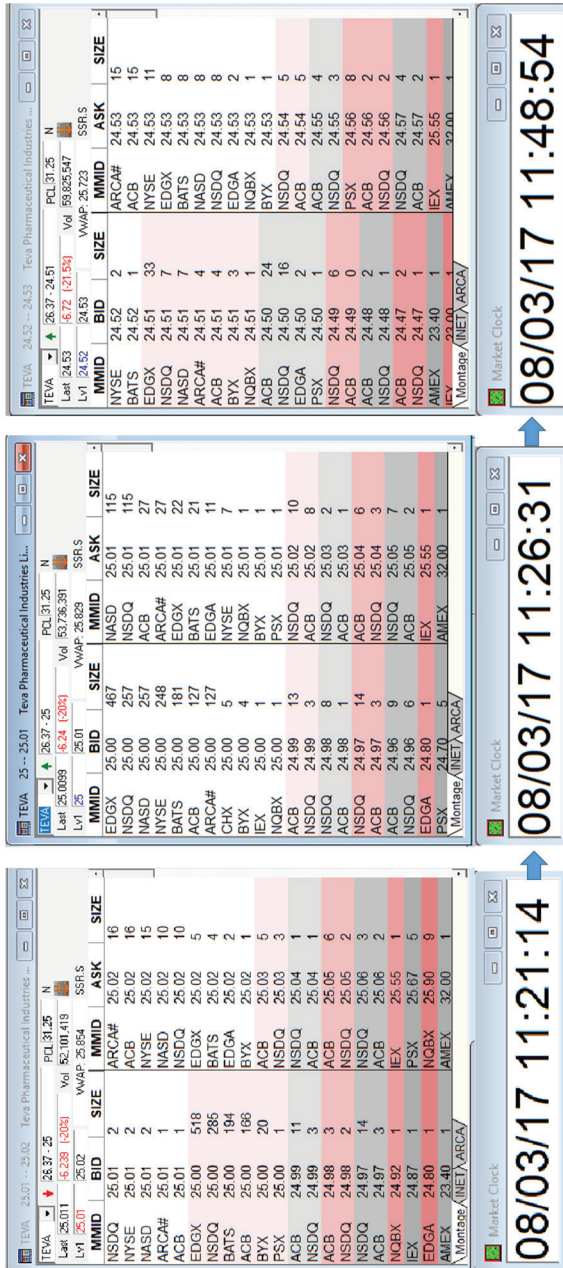 TEVA 25.01 -- 25.02 Teva Pharmaceutical Industries ...
TEVA 26.37 - 25 PCL 31.25 N
Last 25.011 -6.239 (-20%) Vol 52,101,419
Lv1 25.01 25.02 VWAP: 25.854 SSR.S
MMID BID SIZE MMID ASK SIZE
NSDQ 25.01 2 ARCA# 25.02 16
NYSE 25.01 2 ACB 25.02 16
NASD 25.01 2 NYSE 25.02 15
ARCA# 25.01 1 NASD 25.02 10
ACB 25.01 1 NSDQ 25.02 10
EDGX 25.00 518 EDGX 25.02 5
NSDQ 25.00 285 BATS 25.02 4
BATS 25.00 194 EDGA 25.02 2
ACB 25.00 166 BYX 25.02 1
BYX 25.00 20 ACB 25.03 5
PSX 25.00 1 NSDQ 25.03 3
ACB 24.99 11 NSDQ 25.04 1
NSDQ 24.99 3 ACB 25.04 1
ACB 24.98 3 ACB 25.05 6
NSDQ 24.98 2 NSDQ 25.05 2
NSDQ 24.97 14 NSDQ 25.06 3
ACB 24.97 3 ACB 25.06 2
NQBX 24.92 1 IEX 25.55 1
IEX 24.87 1 PSX 25.67 5
EDGA 24.80 1 NQBX 25.90 9
AMEX 23.40 1 AMEX 32.00 1
Montage INET ARCA
Market Clock
08/03/17 11:21:14
TEVA 25 -- 25.01 Teva Pharmaceutical Industries Li...
TEVA 26.37 - 25 PCL 31.25 N
Last 25.0099 -6.24 (-20%) Vol 53,736,391
Lv1 25 25.01 VWAP: 25.829 SSR.S
MMID BID SIZE MMID ASK SIZE
EDGX 25.00 467 NASD 25.01 115
NSDQ 25.00 257 NSDQ 25.01 115
NASD 25.00 257 ACB 25.01 27
NYSE 25.00 248 ARCA# 25.01 27
BATS 25.00 181 EDGX 25.01 22
ACB 25.00 127 BATS 25.01 21
ARCA# 25.00 127 EDGA 25.01 11
CHX 25.00 5 NYSE 25.01 7
BYX 25.00 4 NQBX 25.01 1
IEX 25.00 1 BYX 25.01 1
NQBX 25.00 1 PSX 25.01 1
ACB 24.99 13 NSDQ 25.02 10
NSDQ 24.99 3 ACB 25.02 8
NSDQ 24.98 8 NSDQ 25.03 2
ACB 24.98 1 ACB 25.03 1
NSDQ 24.97 14 ACB 25.04 6
ACB 24.97 3 NSDQ 25.04 3
ACB 24.96 9 NSDQ 25.05 7
NSDQ 24.96 6 ACB 25.05 2
EDGA 24.80 1 IEX 25.55 1
PSX 24.70 5 AMEX 32.00 1
Montage INET ARCA
Market Clock
08/03/17 11:26:31
TEVA 24.52 -- 24.53 Teva Pharmaceutical Industries ...
TEVA 26.37 - 24.51 PCL 31.25 N
Last 24.53 -6.72 (-21.5%) Vol 59,825,547
Lv1 24.52 24.53 VWAP: 25.723 SSR.S
MMID BID SIZE MMID ASK SIZE
NYSE 24.52 2 ARCA# 24.53 15
BATS 24.52 1 ACB 24.53 15
EDGX 24.51 33 NYSE 24.53 11
NSDQ 24.51 7 EDGX 24.53 8
NASD 24.51 7 BATS 24.53 8
ARCA# 24.51 4 NASD 24.53 8
ACB 24.51 4 NSDQ 24.53 8
BYX 24.51 3 EDGA 24.53 2
NQBX 24.51 1 NQBX 24.53 1
ACB 24.50 24 BYX 24.53 1
NSDQ 24.50 16 NSDQ 24.54 5
EDGA 24.50 2 ACB 24.54 5
PSX 24.50 1 ACB 24.55 4
NSDQ 24.49 6 NSDQ 24.55 3
ACB 24.49 0 PSX 24.56 8
ACB 24.48 2 ACB 24.56 2
NSDQ 24.48 1 NSDQ 24.56 2
ACB 24.47 2 NSDQ 24.57 4
NSDQ 24.47 1 ACB 24.57 2
AMEX 23.40 1 IEX 25.55 1
IEX 1 AMEX 32.00 1
Montage INET ARCA
Market Clock
08/03/17 11:48:54